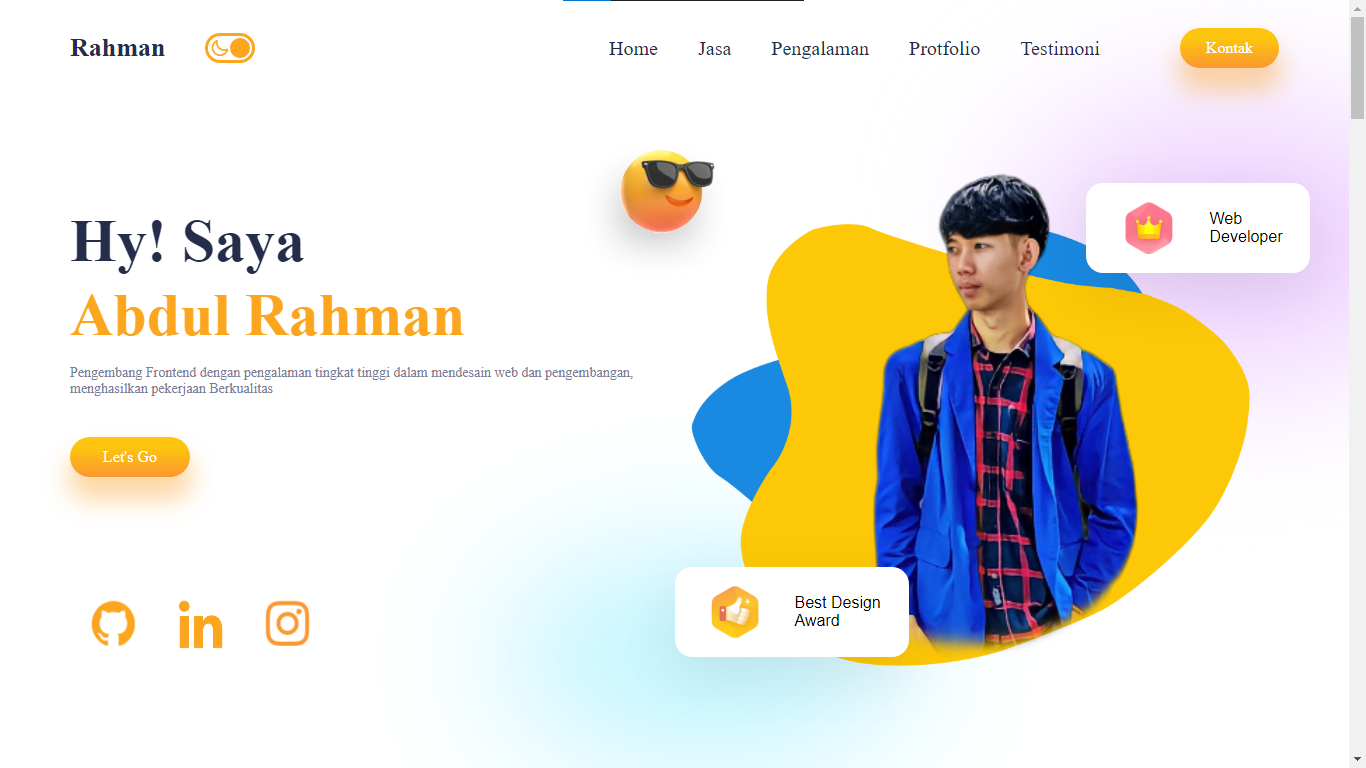 Rahman
Home Jasa Pengalaman Protfolio Testimoni Kontak
Hy! Saya
Abdul Rahman
Pengembang Frontend dengan pengalaman tingkat tinggi dalam mendesain web dan pengembangan,
menghasilkan pekerjaan Berkualitas
Let's Go
Web
Developer
Best Design
Award